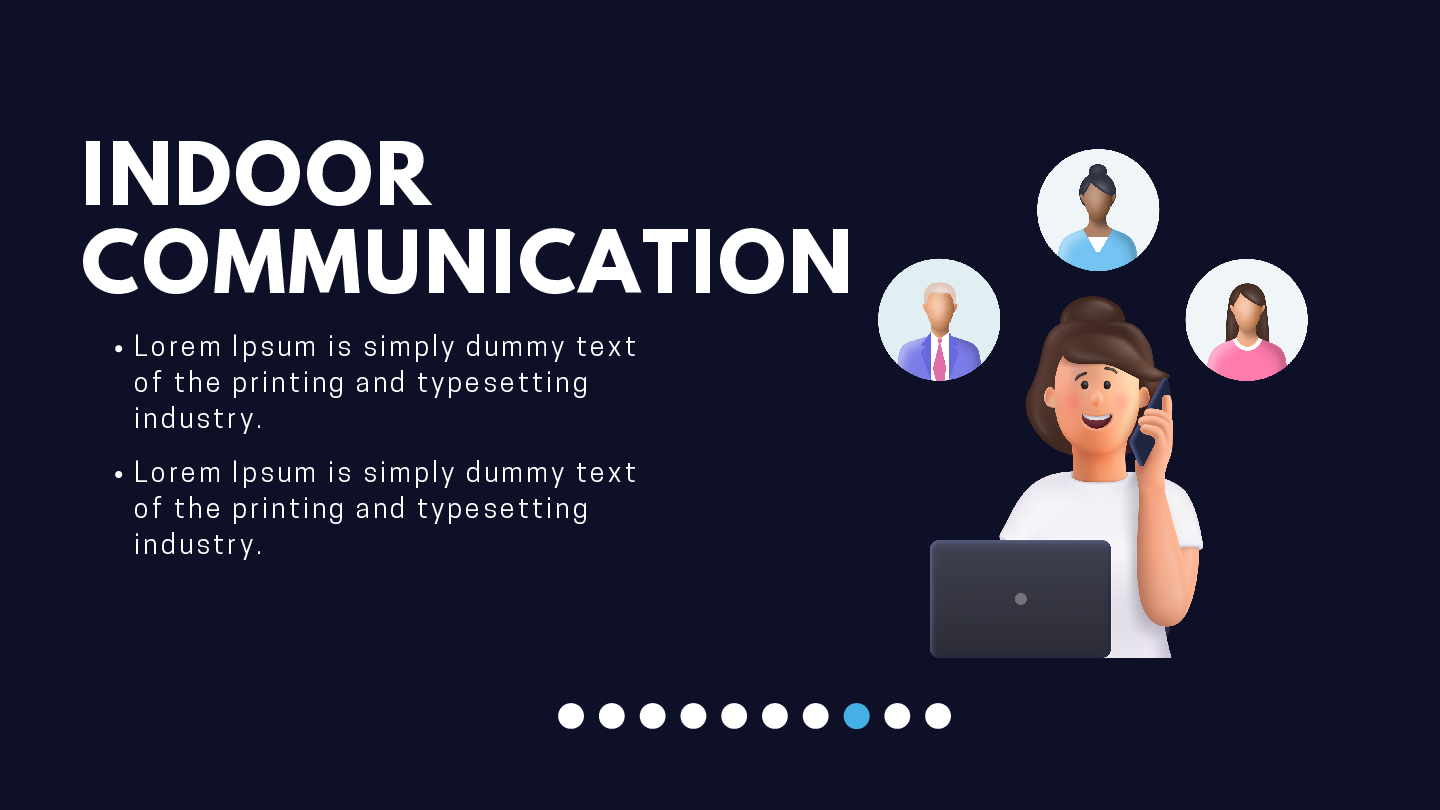 INDOOR
COMMUNICATION
• Lorem Ipsum is simply dummy text
of the printing and typesetting
industry.
• Lorem Ipsum is simply dummy text
of the printing and typesetting
industry.